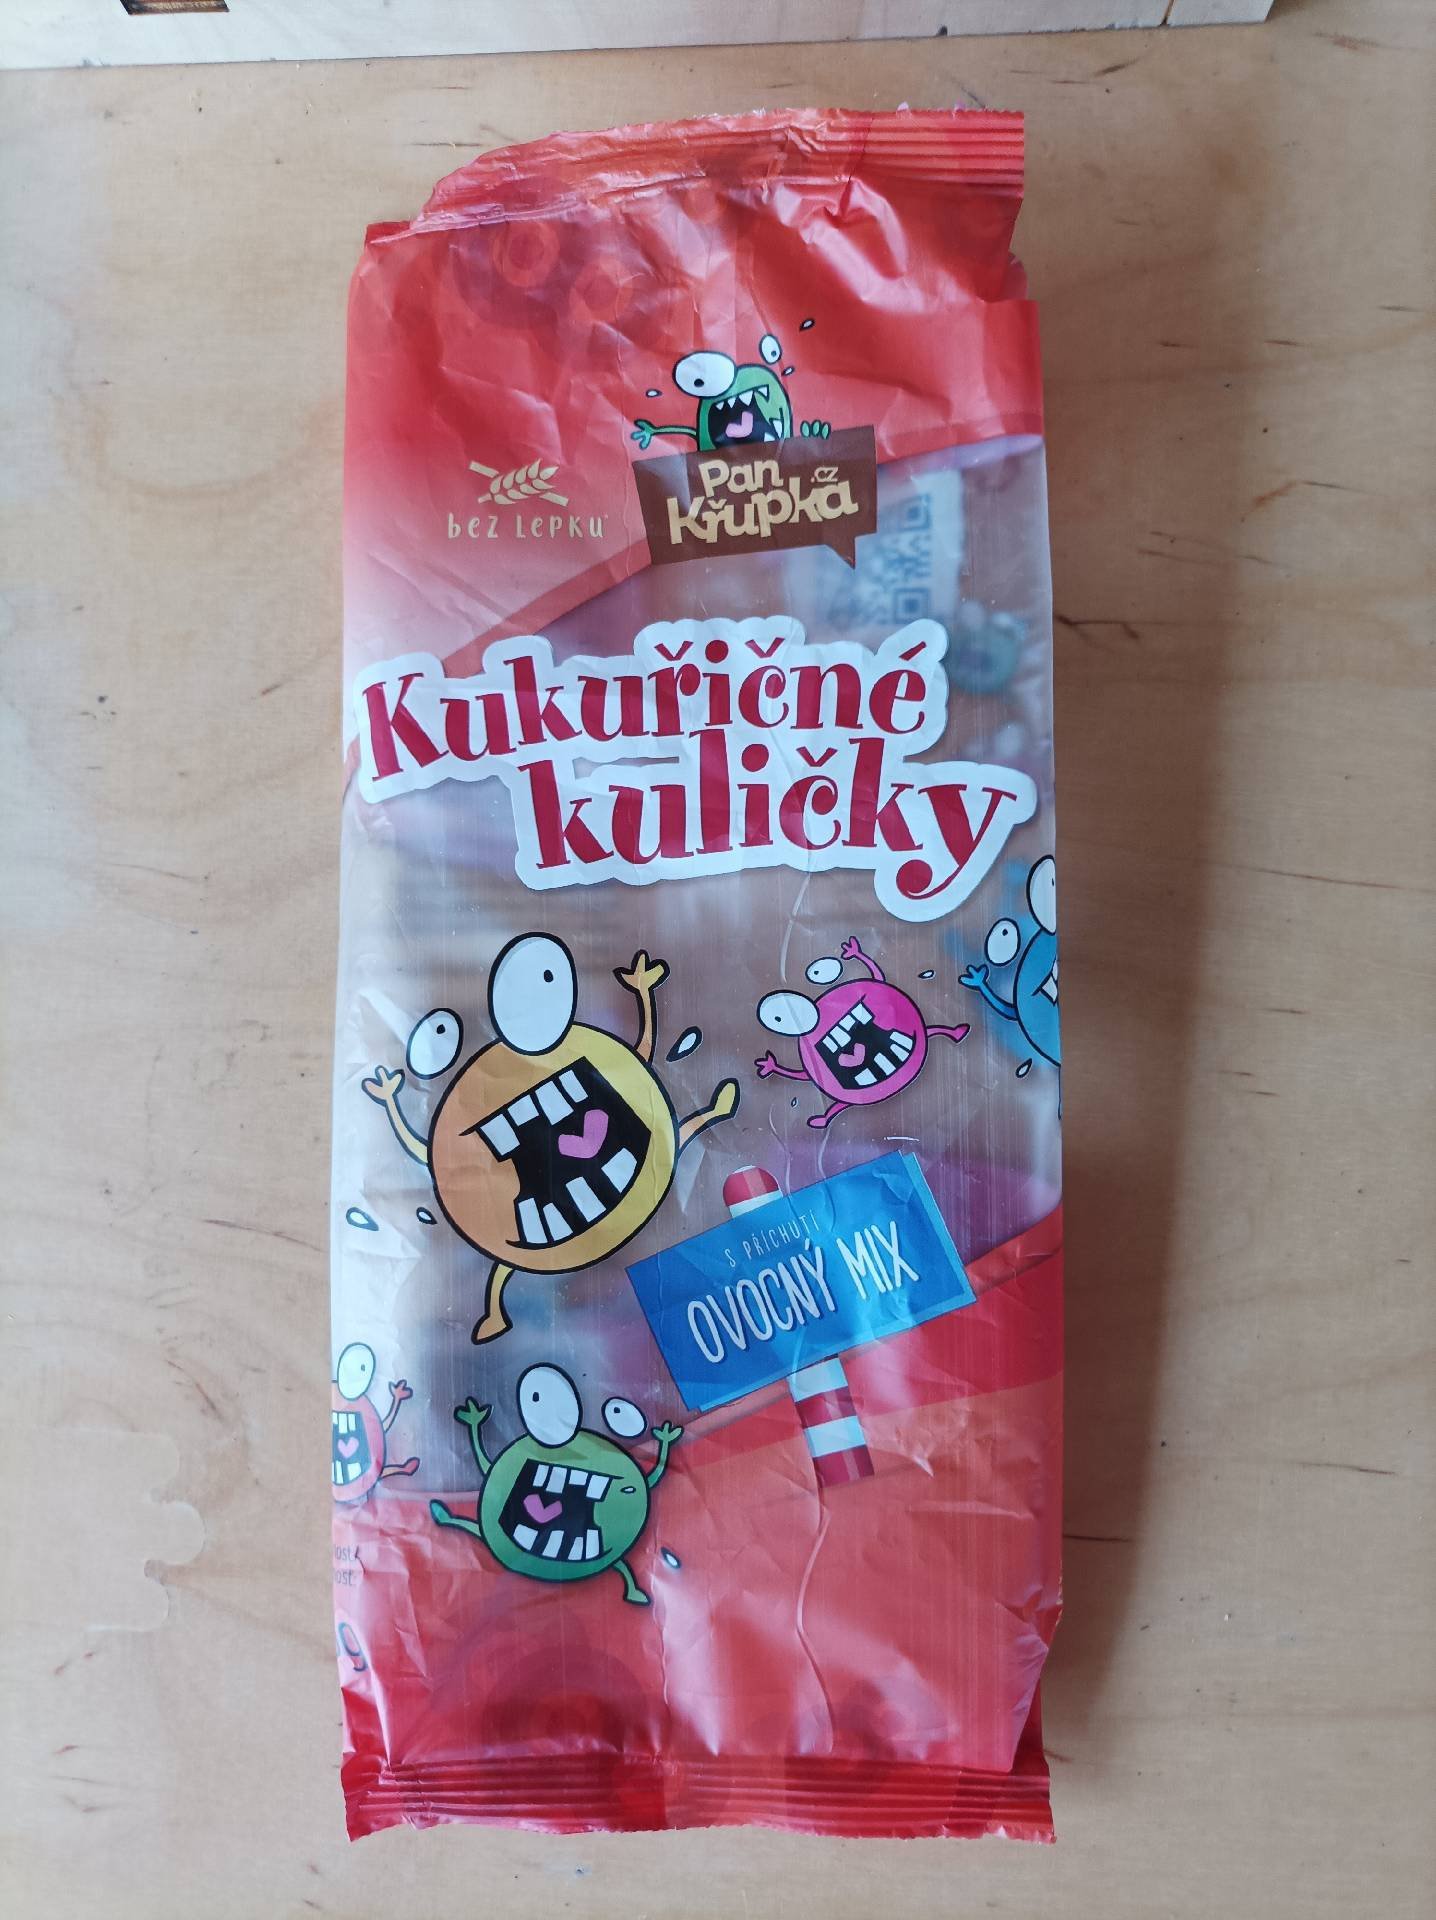 bez Lepku
Pan
Křupka.cz
Kukuřičné
kuličky
S PŘÍCHUTÍ
OVOCNÝ MIX